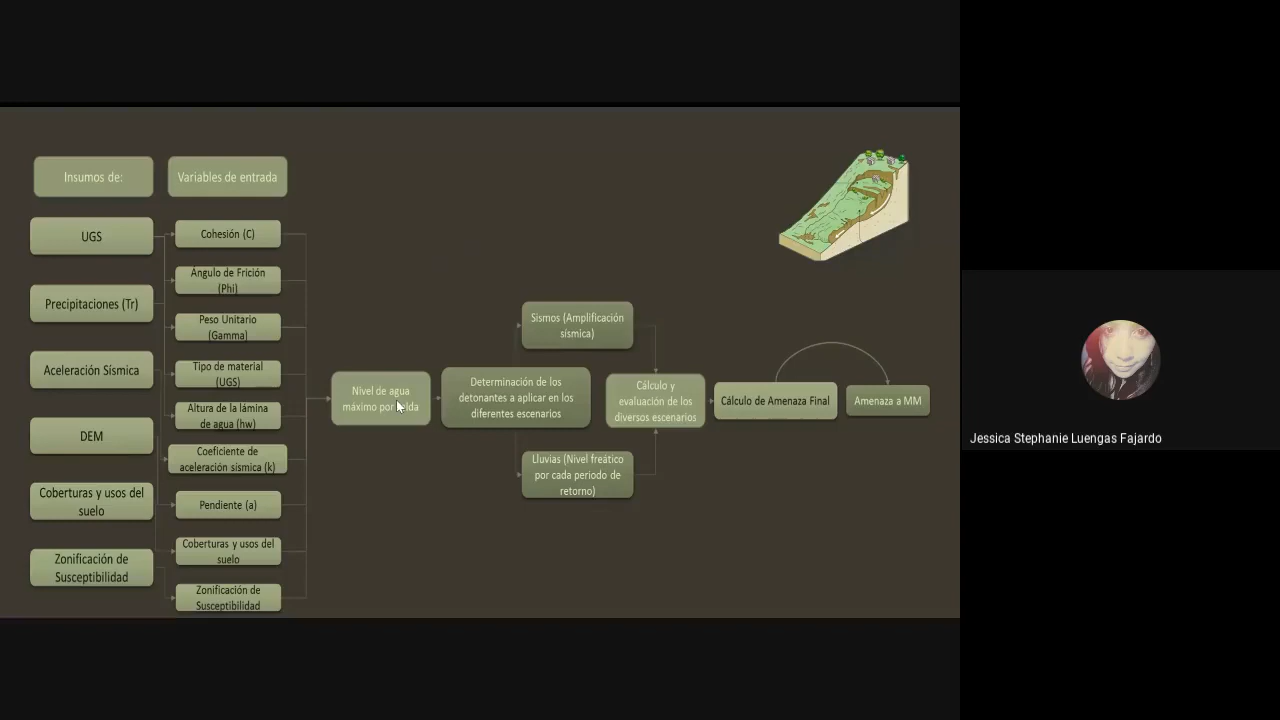 Insumos de:
Variables de entrada
UGS
Precipitaciones (Tr)
Aceleración Sísmica
DEM
Coberturas y usos del
suelo
Zonificación de
Susceptibilidad
Cohesión (C)
Ángulo de Fricción
(Phi)
Peso Unitario
(Gamma)
Tipo de material
(UGS)
Altura de la lámina
de agua (hw)
Coeficiente de
aceleración sísmica (k)
Pendiente (a)
Coberturas y usos del
suelo
Zonificación de
Susceptibilidad
Nivel de agua
máximo por
Determinación de los
detonantes a aplicar en los
diferentes escenarios
Sismos (Amplificación
sísmica)
Lluvias (Nivel freático
por cada periodo de
retorno)
Cálculo y
evaluación de los
diversos escenarios
Cálculo de Amenaza Final
Amenaza a MM
Jessica Stephanie Luengas Fajardo